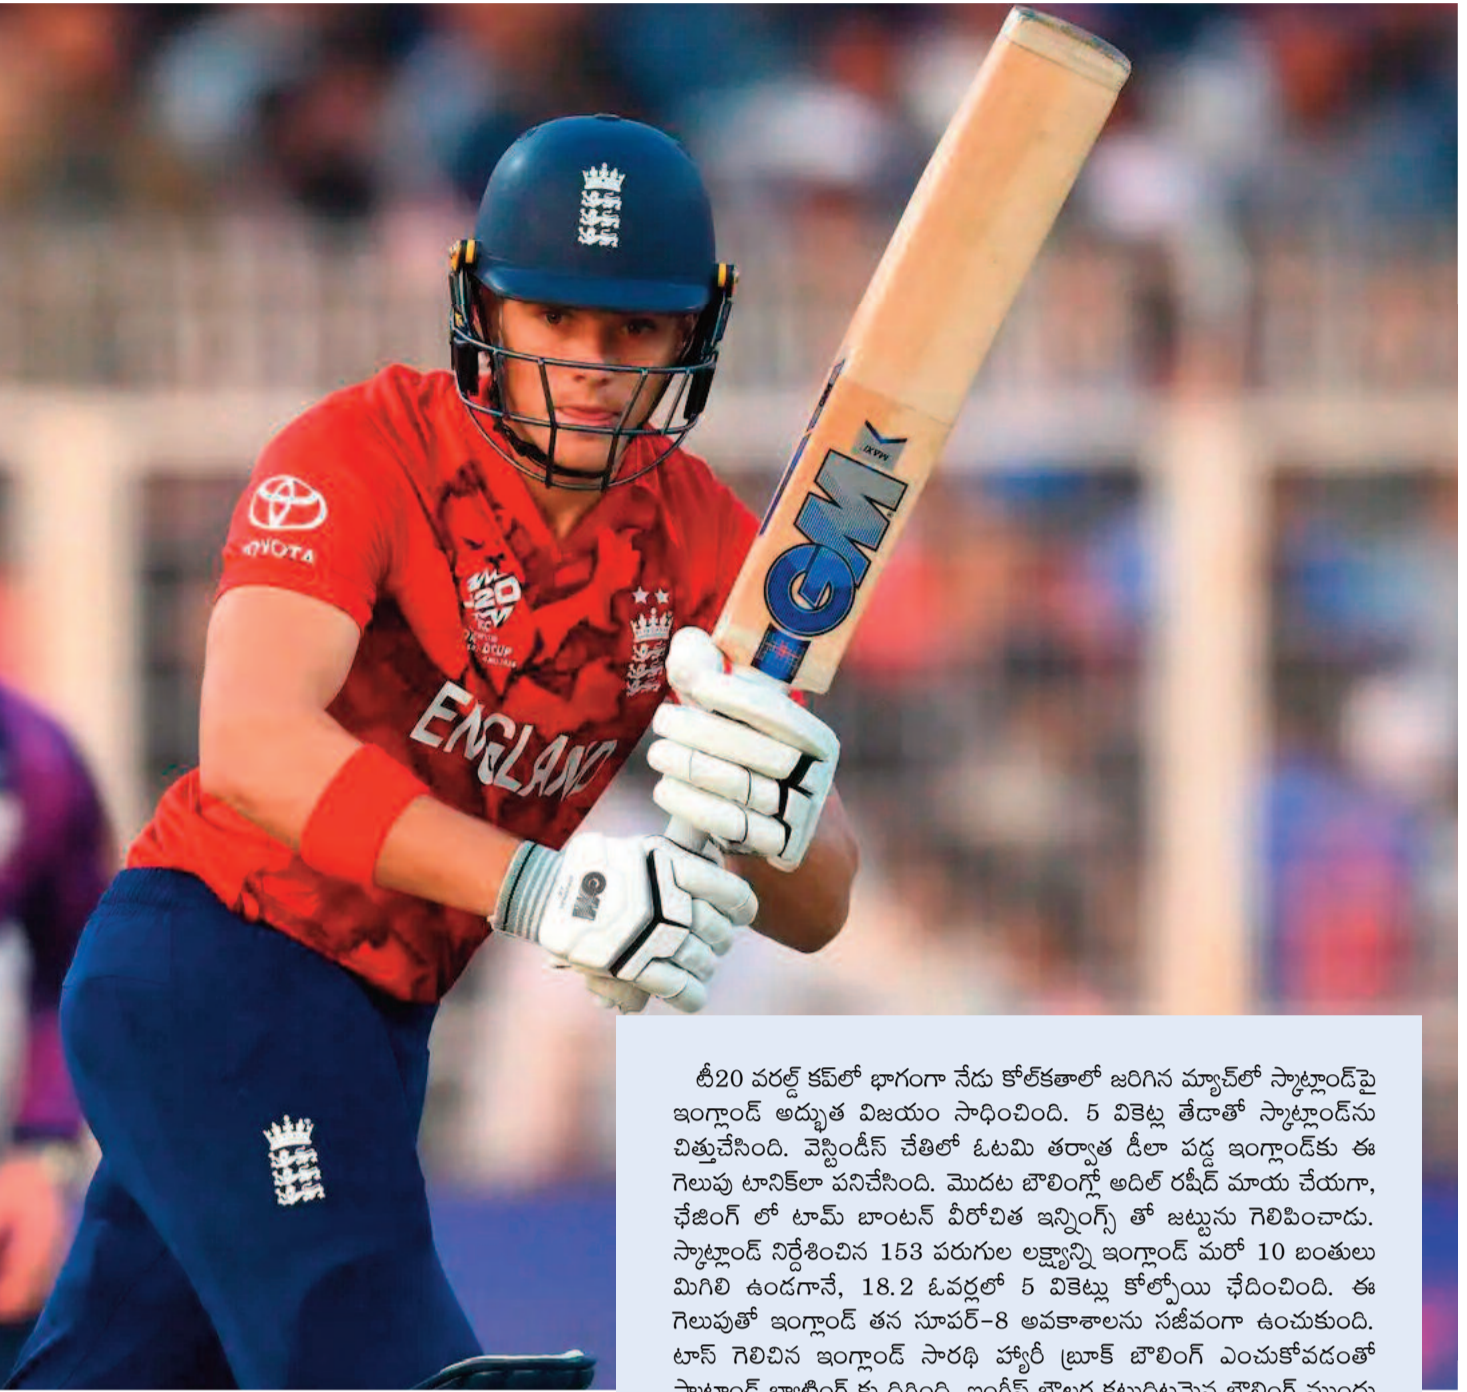 GM
MAXI
TOYOTA
ENGLAND
GM
టీ20 వరల్డ్ కప్‌లో భాగంగా నేడు కోల్‌కతాలో జరిగిన మ్యాచ్‌లో స్కాట్లాండ్‌పై
ఇంగ్లాండ్ అద్భుత విజయం సాధించింది. 5 వికెట్ల తేడాతో స్కాట్లాండ్‌ను
చిత్తుచేసింది. వెస్టిండీస్ చేతిలో ఓటమి తర్వాత డీలా పడ్డ ఇంగ్లాండ్‌కు ఈ
గెలుపు టానిక్‌లా పనిచేసింది. మొదట బౌలింగ్లో అదిల్ రషీద్ మాయ చేయగా,
ఛేజింగ్ లో టామ్ బాంటన్ వీరోచిత ఇన్నింగ్స్ తో జట్టును గెలిపించాడు.
స్కాట్లాండ్ నిర్దేశించిన 153 పరుగుల లక్ష్యాన్ని ఇంగ్లాండ్ మరో 10 బంతులు
మిగిలి ఉండగానే, 18.2 ఓవర్లలో 5 వికెట్లు కోల్పోయి ఛేదించింది. ఈ
గెలుపుతో ఇంగ్లాండ్ తన సూపర్-8 అవకాశాలను సజీవంగా ఉంచుకుంది.
టాస్ గెలిచిన ఇంగ్లాండ్ సారథి హ్యారీ బ్రూక్ బౌలింగ్ ఎంచుకోవడంతో